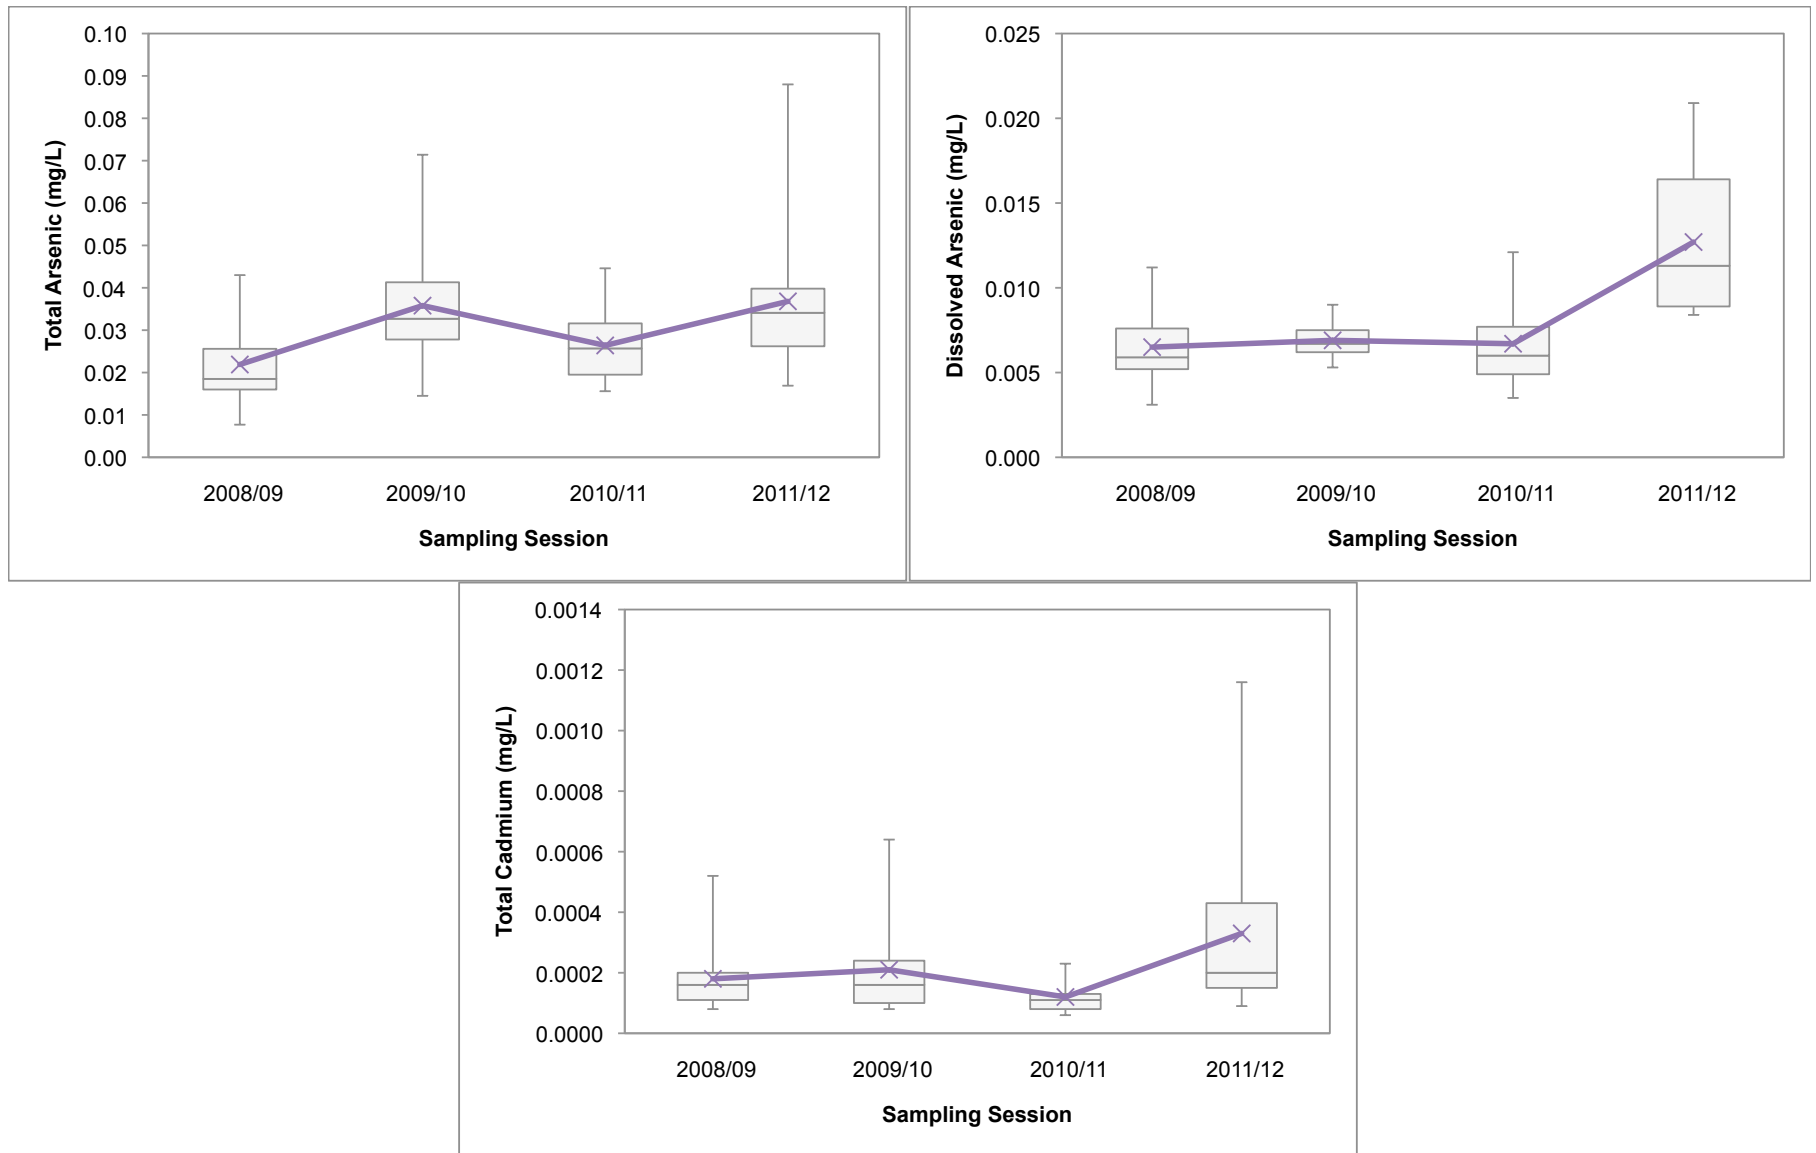 0.10
0.09
0.08
0.07
0.06
0.05
0.04
0.03
0.02
0.01
0.00
Total Arsenic (mg/L)
2008/09 2009/10 2010/11 2011/12
Sampling Session
0.025
0.020
0.015
0.010
0.005
0.000
Dissolved Arsenic (mg/L)
2008/09 2009/10 2010/11 2011/12
Sampling Session
0.0014
0.0012
0.0010
0.0008
0.0006
0.0004
0.0002
0.0000
Total Cadmium (mg/L)
2008/09 2009/10 2010/11 2011/12
Sampling Session